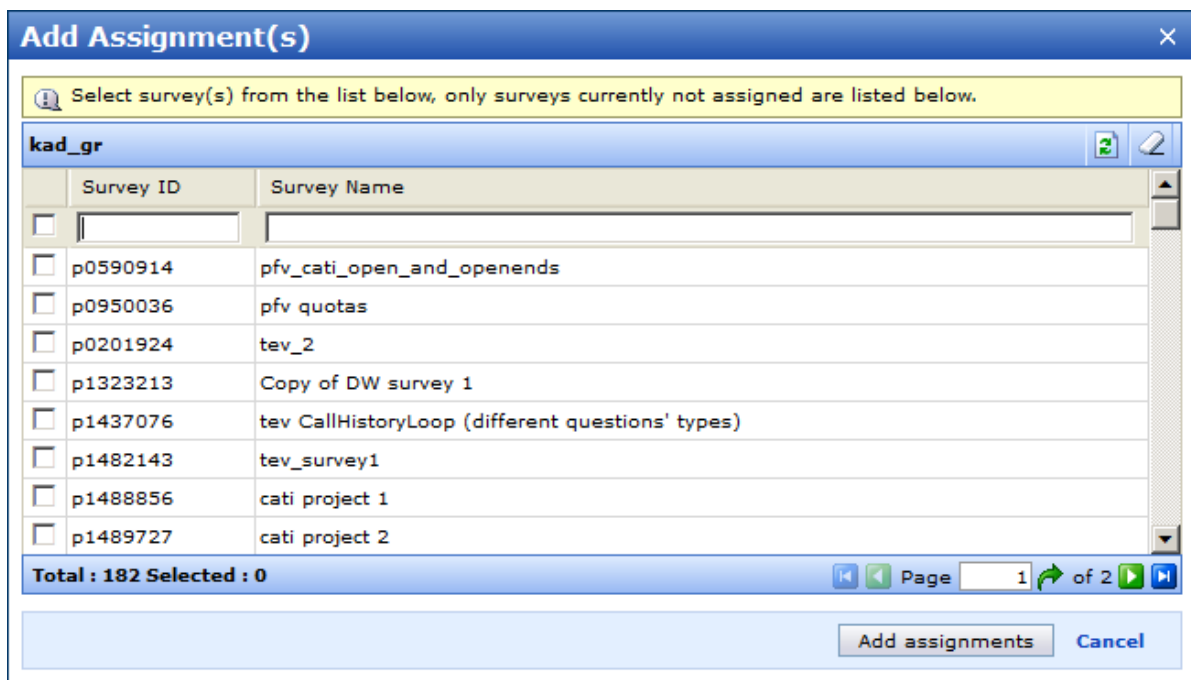 Add Assignment(s)
Select survey(s) from the list below, only surveys currently not assigned are listed below.
kad_gr
Survey ID Survey Name
p0590914 pfv_cati_open_and_openends
p0950036 pfv quotas
p0201924 tev_2
p1323213 Copy of DW survey 1
p1437076 tev CallHistoryLoop (different questions' types)
p1482143 tev_survey1
p1488856 cati project 1
p1489727 cati project 2
Total : 182 Selected : 0 Page 1 of 2
Add assignments Cancel